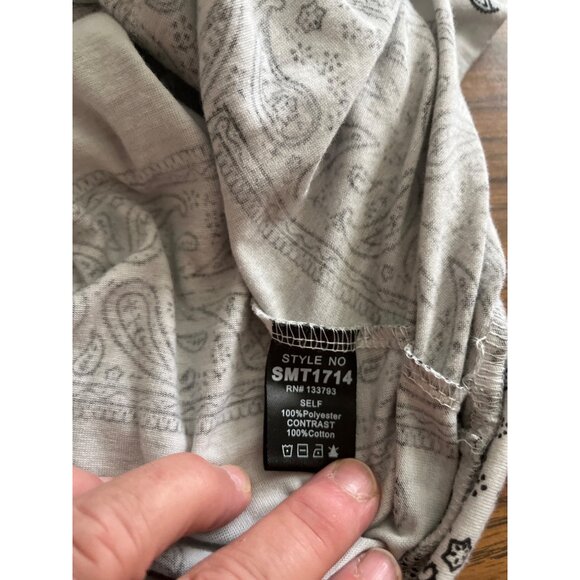 STYLE NO
SMT1714
RN# 133793
SELF
100%Polyester
CONTRAST
100%Cotton